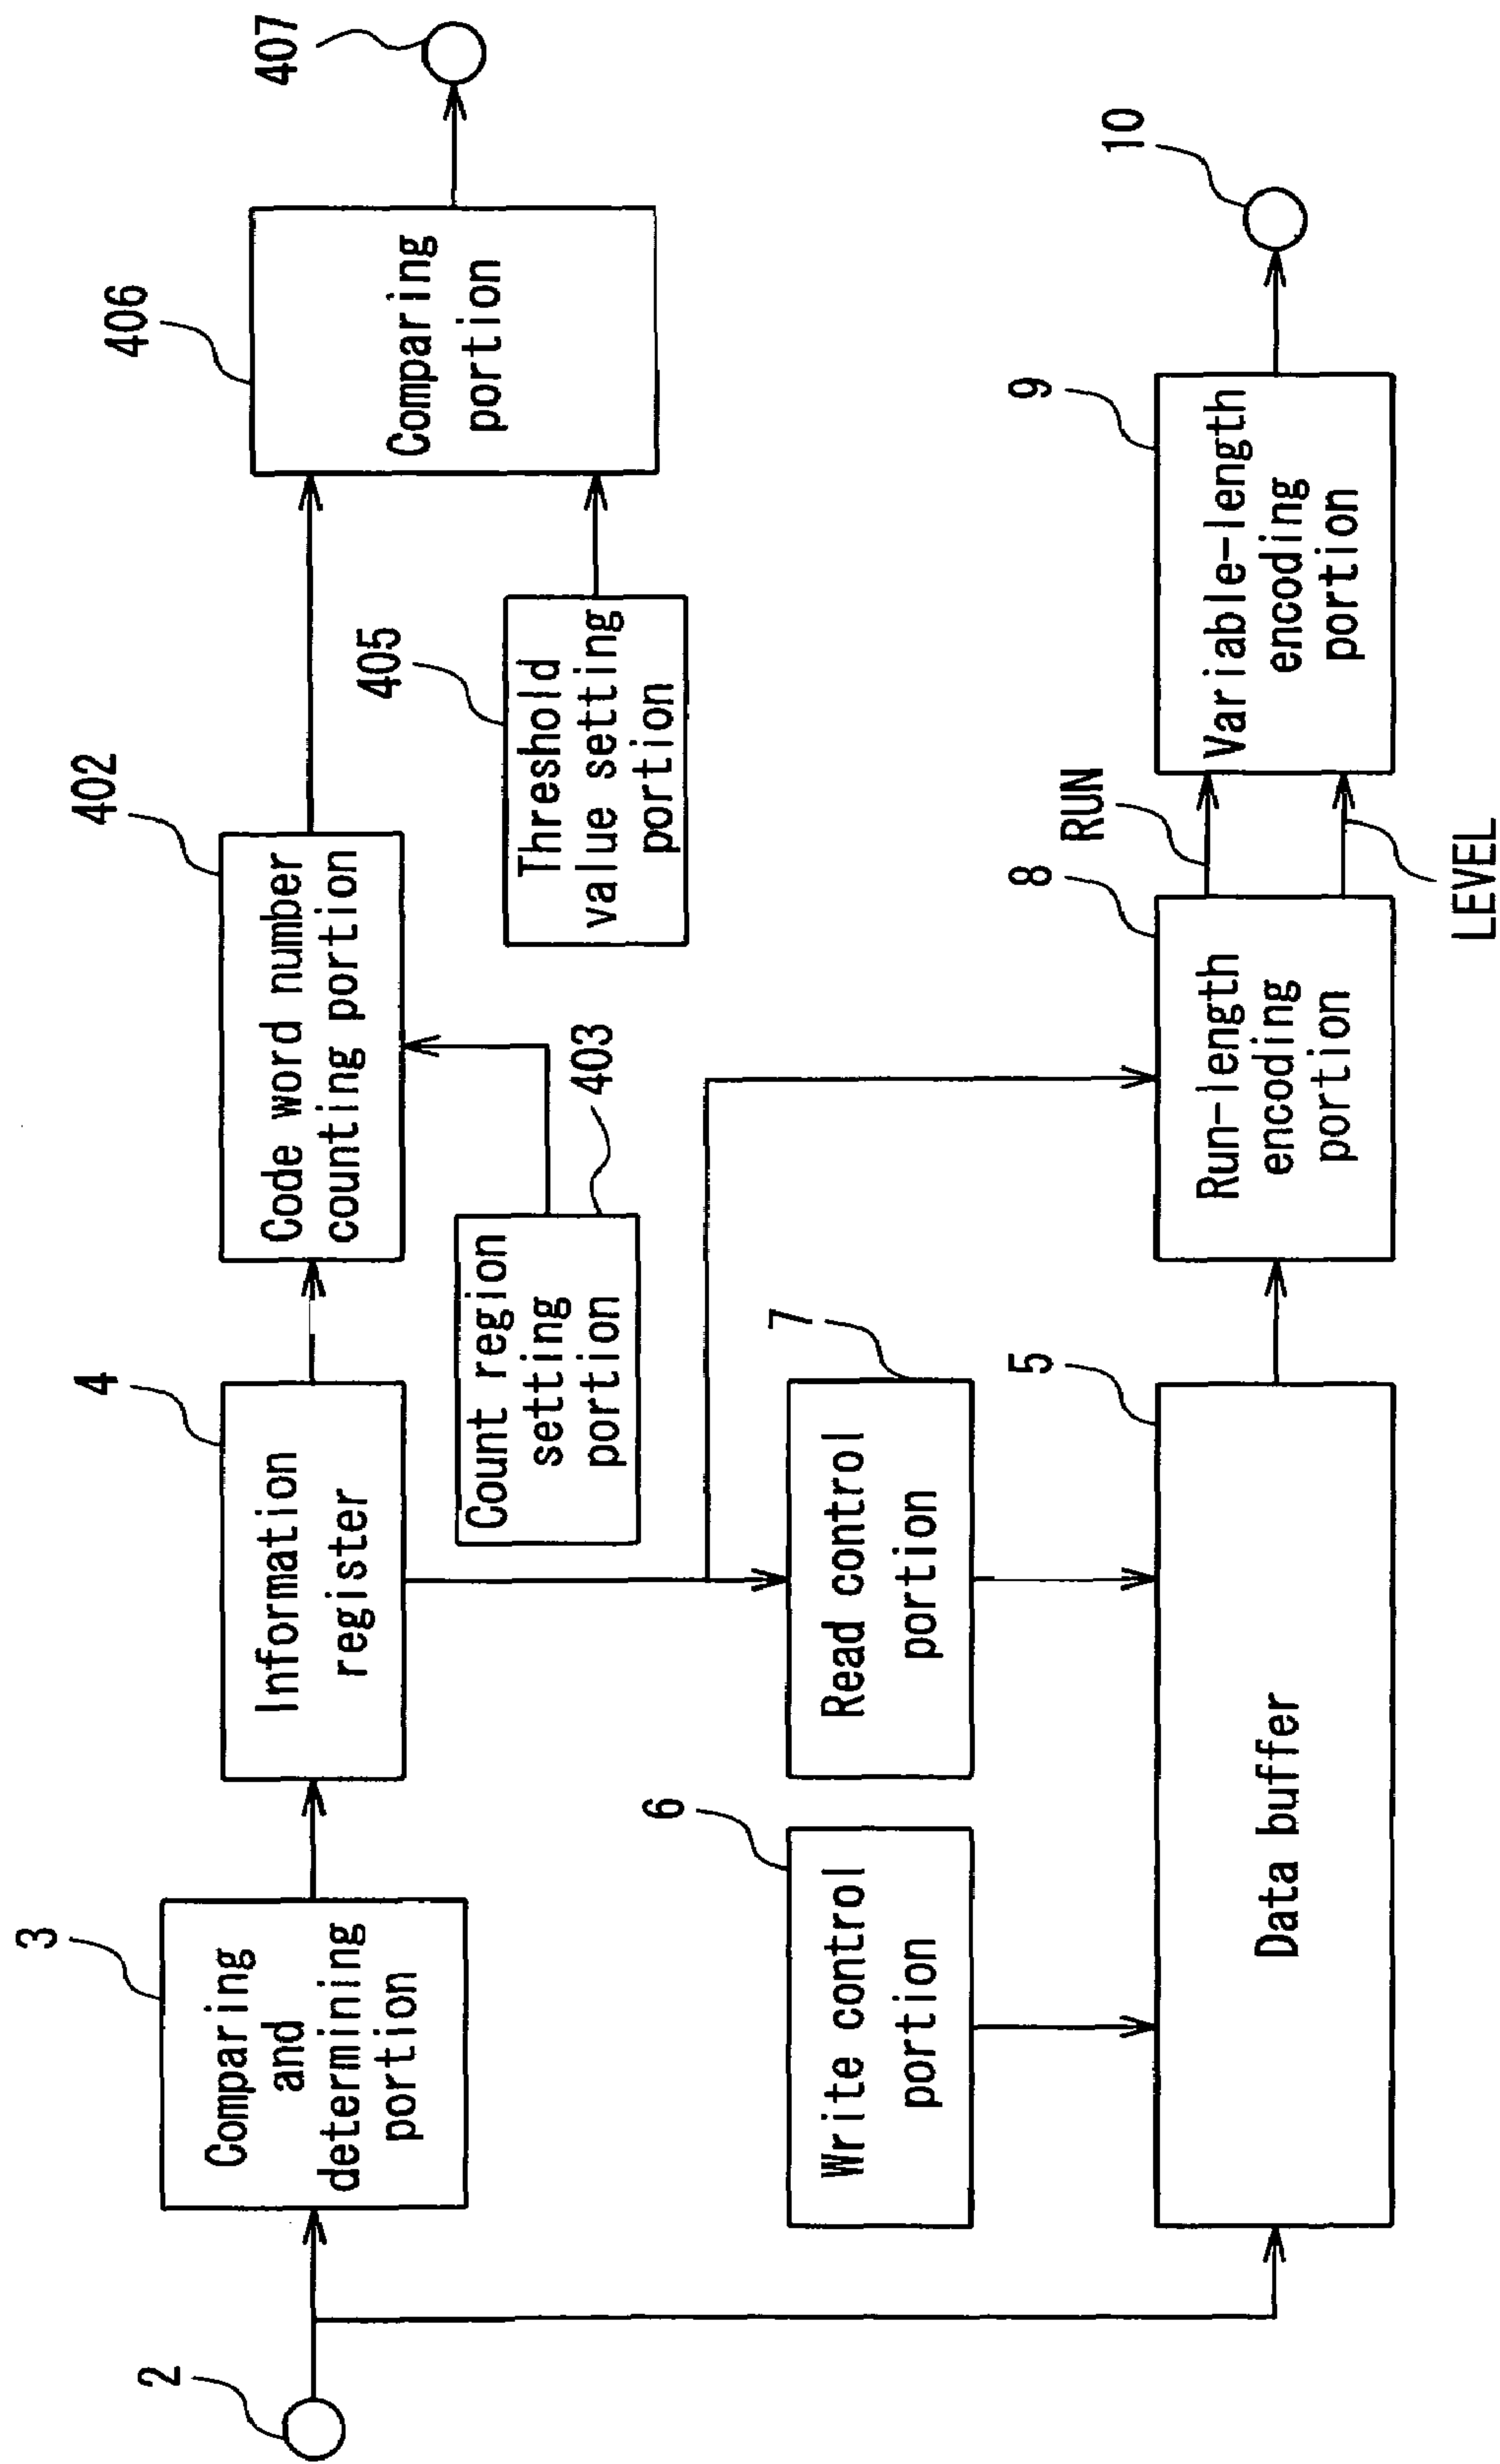 2
3
Comparing
and
determining
portion
4
Information
register
402
Code word number
counting portion
Count region
setting
portion
403
405
Threshold
value setting
portion
406
Comparing
portion
407
6
Write control
portion
7
Read control
portion
5
Data buffer
8
Run-length
encoding
portion
RUN
LEVEL
9
Variable-length
encoding
portion
10